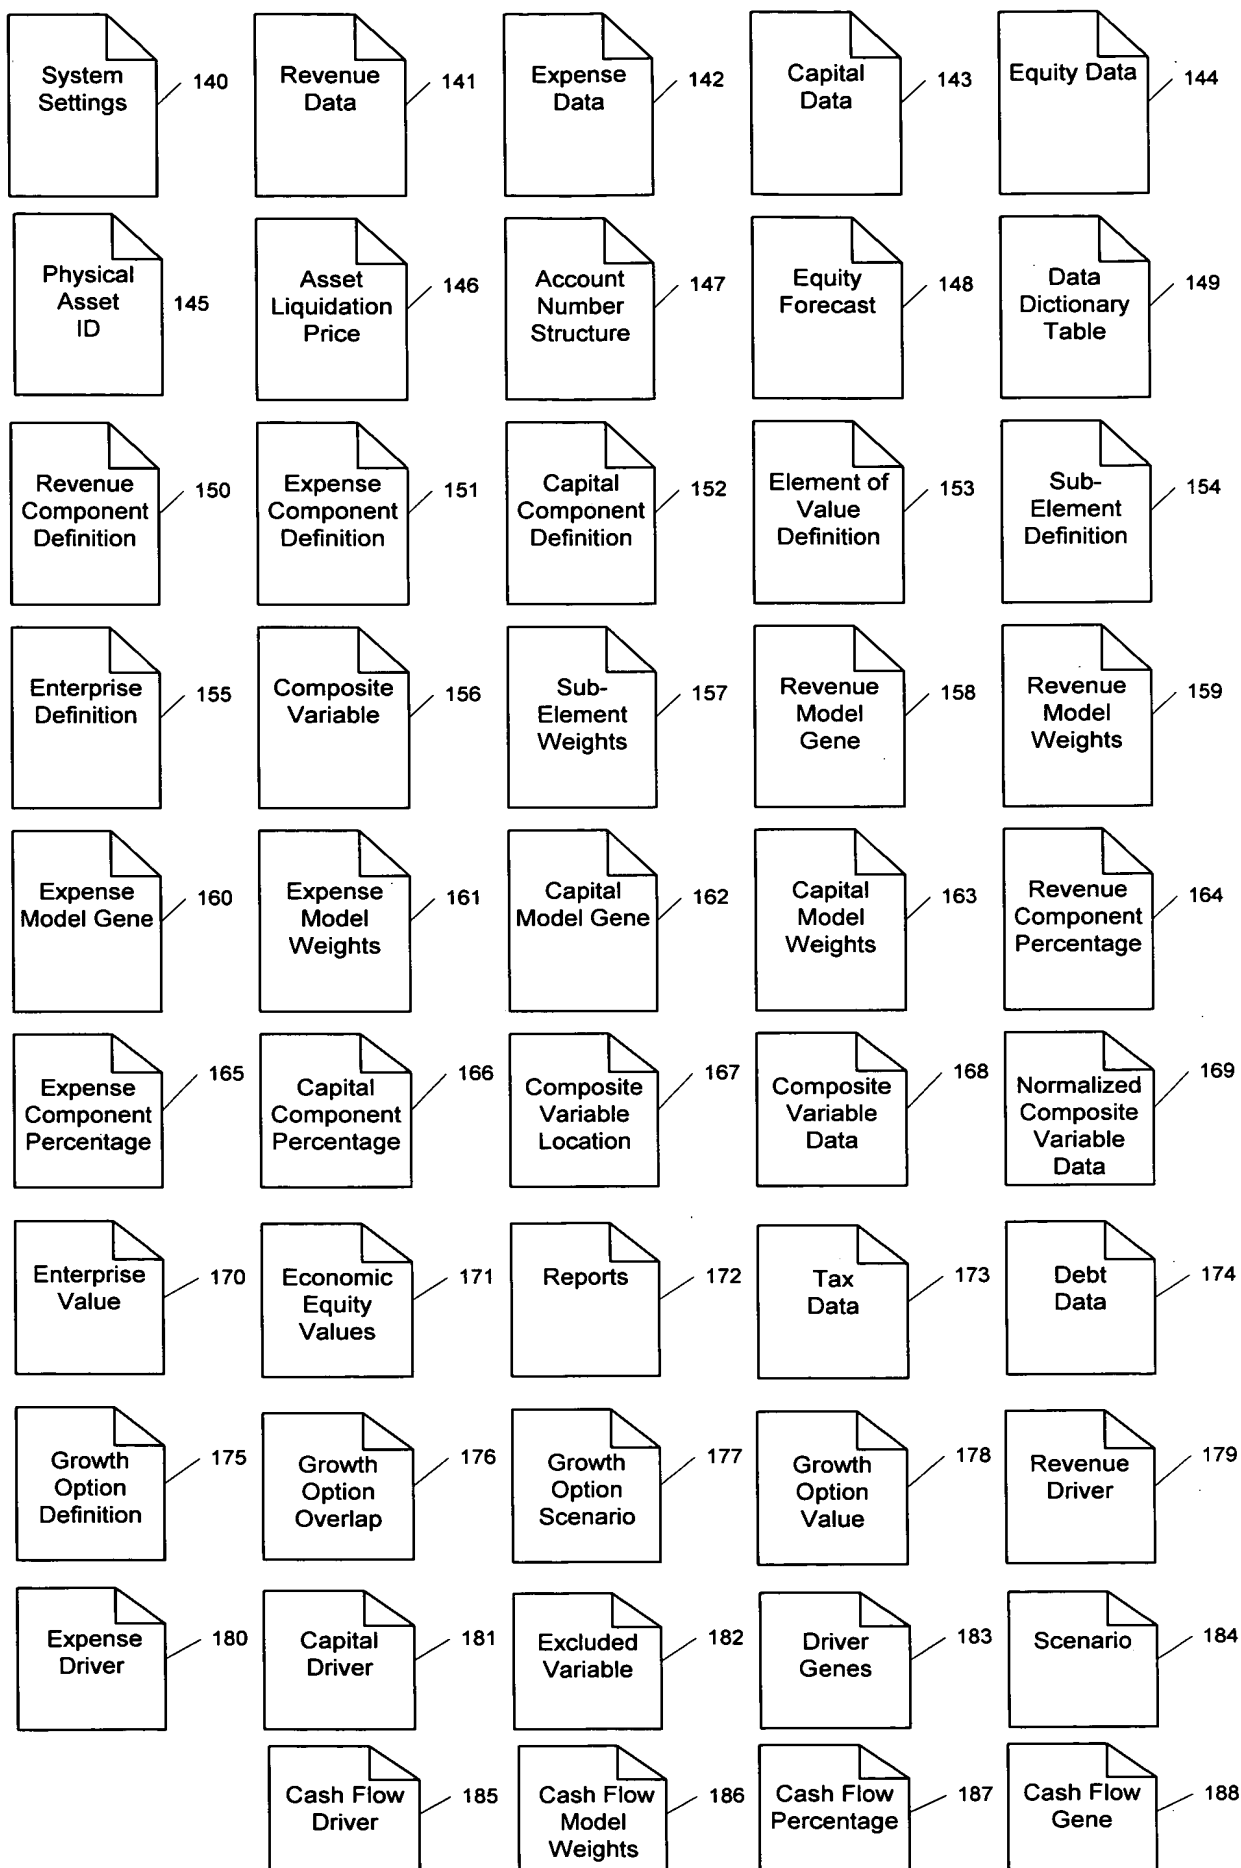 System
Settings
140
Revenue
Data
141
Expense
Data
142
Capital
Data
143
Equity Data
144
Physical
Asset
ID
145
Asset
Liquidation
Price
146
Account
Number
Structure
147
Equity
Forecast
148
Data
Dictionary
Table
149
Revenue
Component
Definition
150
Expense
Component
Definition
151
Capital
Component
Definition
152
Element of
Value
Definition
153
Sub-
Element
Definition
154
Enterprise
Definition
155
Composite
Variable
156
Sub-
Element
Weights
157
Revenue
Model
Gene
158
Revenue
Model
Weights
159
Expense
Model Gene
160
Expense
Model
Weights
161
Capital
Model Gene
162
Capital
Model
Weights
163
Revenue
Component
Percentage
164
Expense
Component
Percentage
165
Capital
Component
Percentage
166
Composite
Variable
Location
167
Composite
Variable
Data
168
Normalized
Composite
Variable
Data
169
Enterprise
Value
170
Economic
Equity
Values
171
Reports
172
Tax
Data
173
Debt
Data
174
Growth
Option
Definition
175
Growth
Option
Overlap
176
Growth
Option
Scenario
177
Growth
Option
Value
178
Revenue
Driver
179
Expense
Driver
180
Capital
Driver
181
Excluded
Variable
182
Driver
Genes
183
Scenario
184
Cash Flow
Driver
185
Cash Flow
Model
Weights
186
Cash Flow
Percentage
187
Cash Flow
Gene
188